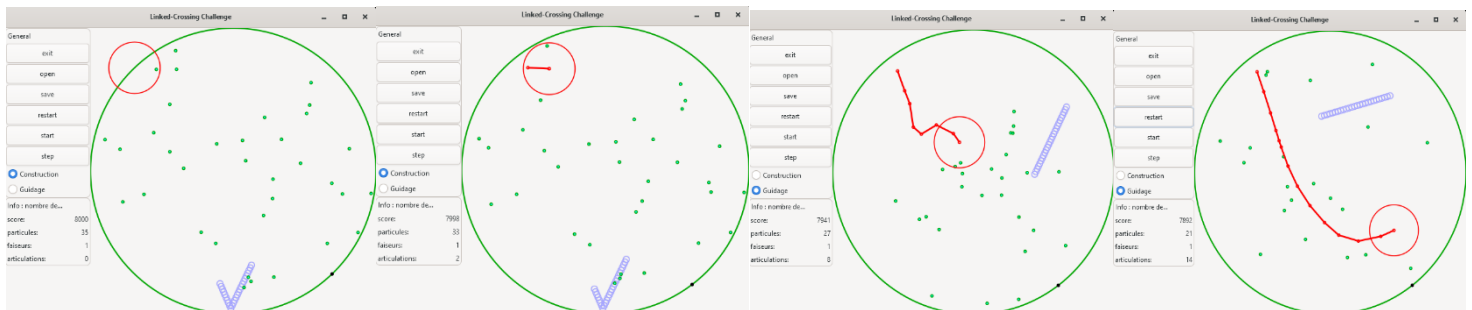 Linked-Crossing Challenge
General
exit
open
save
restart
start
step
Construction
Guidage
Info : nombre de...
score: 8000
particules: 35
faiseurs: 1
articulations: 0
Linked-Crossing Challenge
General
exit
open
save
restart
start
step
Construction
Guidage
Info : nombre de...
score: 7998
particules: 33
faiseurs: 1
articulations: 2
Linked-Crossing Challenge
General
exit
open
save
restart
start
step
Construction
Guidage
Info : nombre de...
score: 7941
particules: 27
faiseurs: 1
articulations: 8
Linked-Crossing Challenge
General
exit
open
save
restart
start
step
Construction
Guidage
Info : nombre de...
score: 7892
particules: 21
faiseurs: 1
articulations: 14